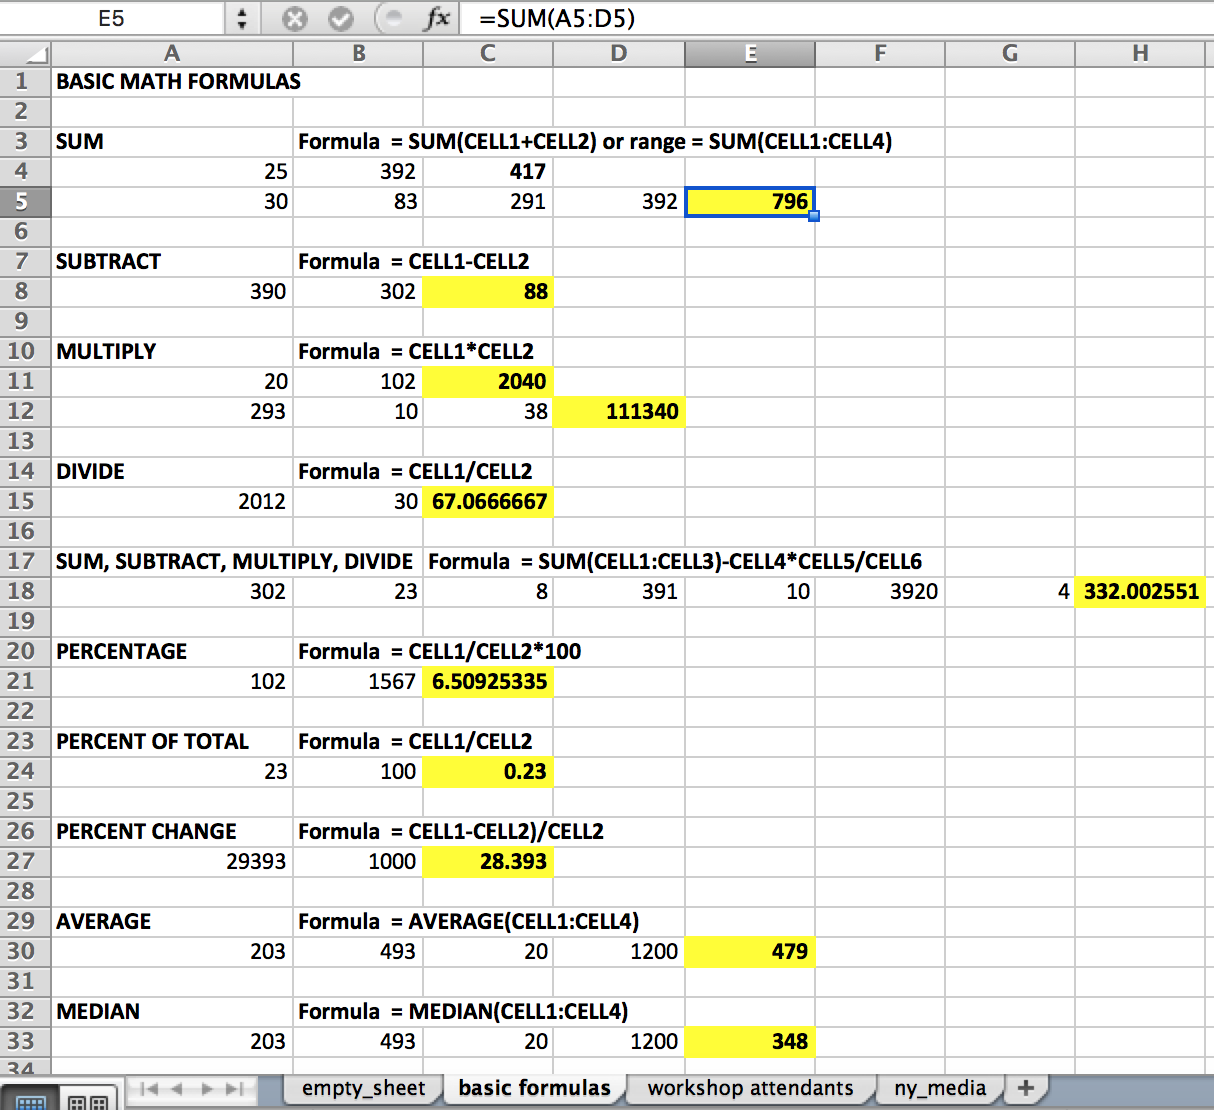 E5 fx =SUM(A5:D5)
A B C D E F G H
1 BASIC MATH FORMULAS
2
3 SUM Formula = SUM(CELL1+CELL2) or range = SUM(CELL1:CELL4)
4 25 392 417
5 30 83 291 392 796
6
7 SUBTRACT Formula = CELL1-CELL2
8 390 302 88
9
10 MULTIPLY Formula = CELL1*CELL2
11 20 102 2040
12 293 10 38 111340
13
14 DIVIDE Formula = CELL1/CELL2
15 2012 30 67.0666667
16
17 SUM, SUBTRACT, MULTIPLY, DIVIDE Formula = SUM(CELL1:CELL3)-CELL4*CELL5/CELL6
18 302 23 8 391 10 3920 4 332.002551
19
20 PERCENTAGE Formula = CELL1/CELL2*100
21 102 1567 6.50925335
22
23 PERCENT OF TOTAL Formula = CELL1/CELL2
24 23 100 0.23
25
26 PERCENT CHANGE Formula = CELL1-CELL2)/CELL2
27 29393 1000 28.393
28
29 AVERAGE Formula = AVERAGE(CELL1:CELL4)
30 203 493 20 1200 479
31
32 MEDIAN Formula = MEDIAN(CELL1:CELL4)
33 203 493 20 1200 348
34
empty_sheet basic formulas workshop attendants ny_media +